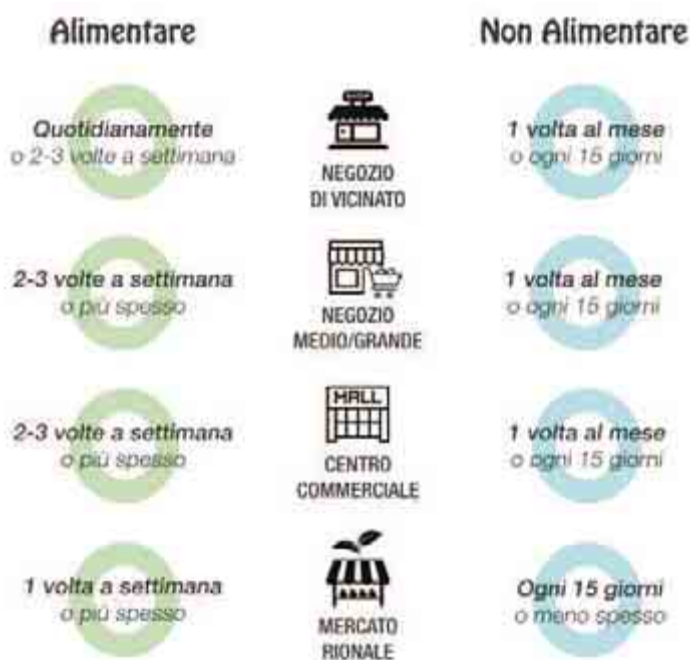 Alimentare
Non Alimentare
Quotidianamente
o 2-3 volte a settimana
NEGOZIO
DI VICINATO
1 volta al mese
o ogni 15 giorni
2-3 volte a settimana
o più spesso
NEGOZIO
MEDIO/GRANDE
1 volta al mese
o ogni 15 giorni
2-3 volte a settimana
o più spesso
MALL
CENTRO
COMMERCIALE
1 volta al mese
o ogni 15 giorni
1 volta a settimana
o più spesso
MERCATO
RIONALE
Ogni 15 giorni
o meno spesso